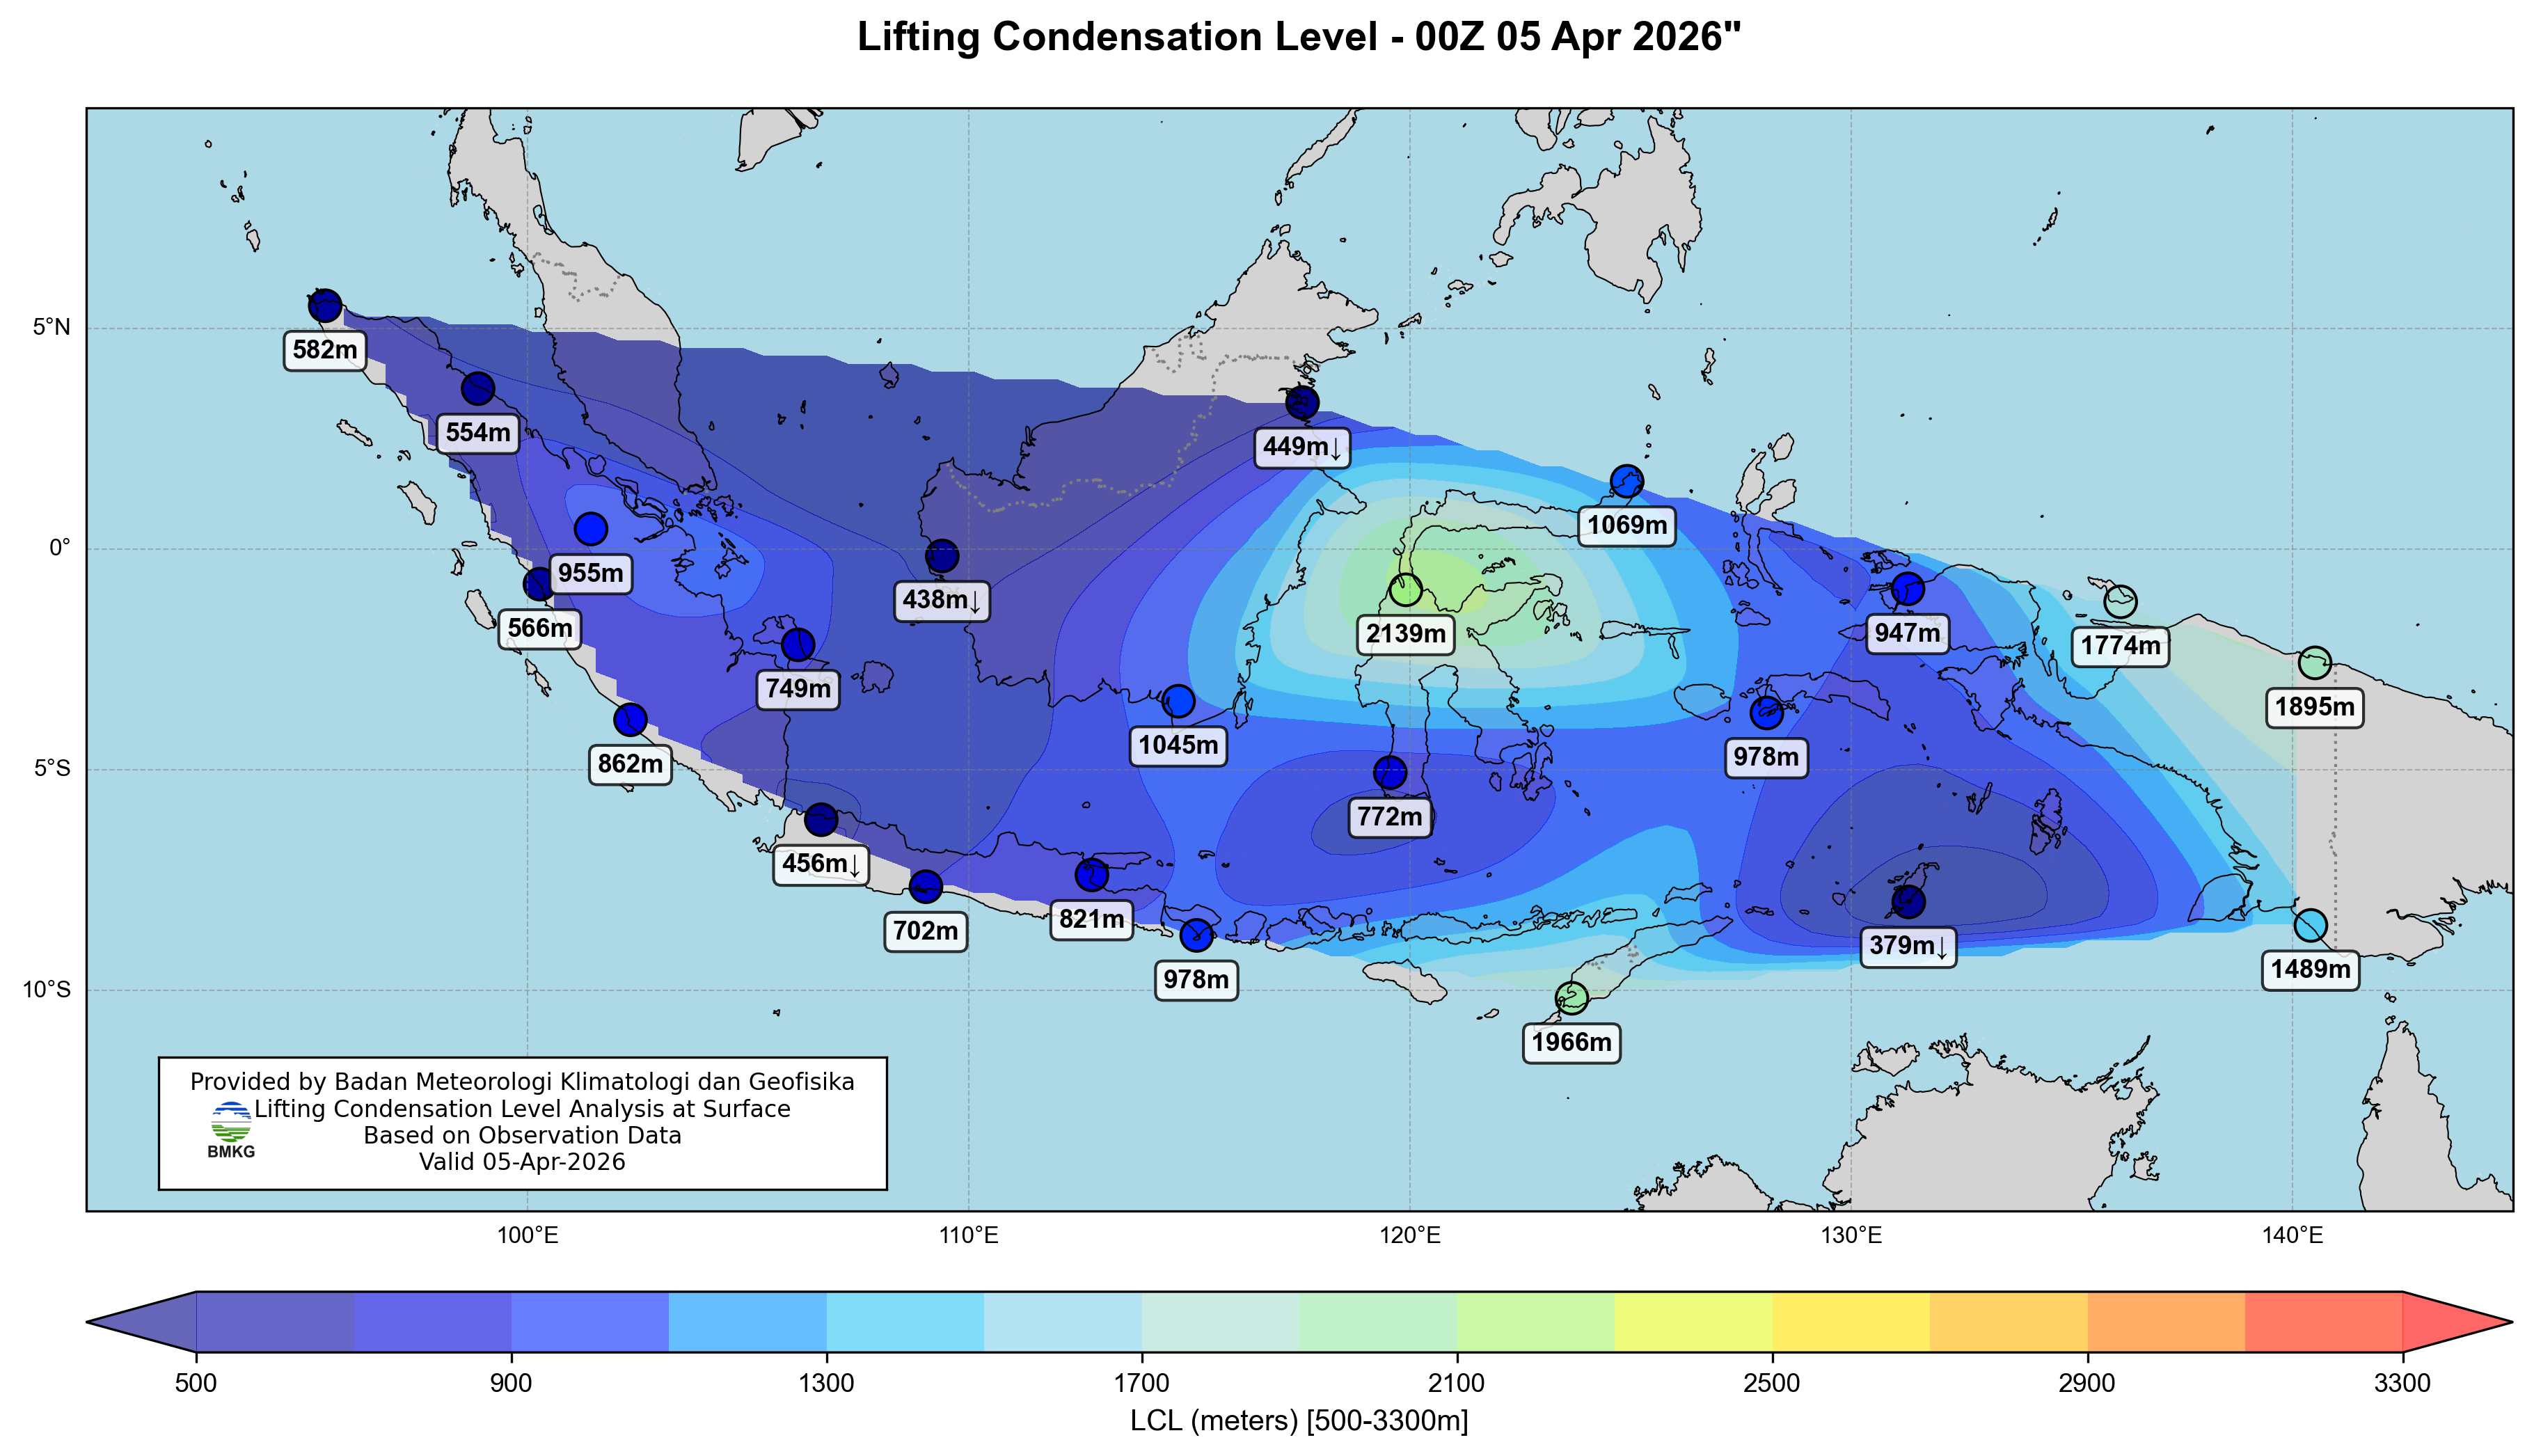 Lifting Condensation Level - 00Z 05 Apr 2026"
5°N
0°
5°S
10°S
582m
554m
449m↓
1069m
955m
566m
438m↓
2139m
947m
1774m
749m
1895m
862m
1045m
978m
772m
456m↓
702m
821m
978m
379m↓
1489m
1966m
Provided by Badan Meteorologi Klimatologi dan Geofisika
Lifting Condensation Level Analysis at Surface
Based on Observation Data
Valid 05-Apr-2026
BMKG
100°E 110°E 120°E 130°E 140°E
500 900 1300 1700 2100 2500 2900 3300
LCL (meters) [500-3300m]